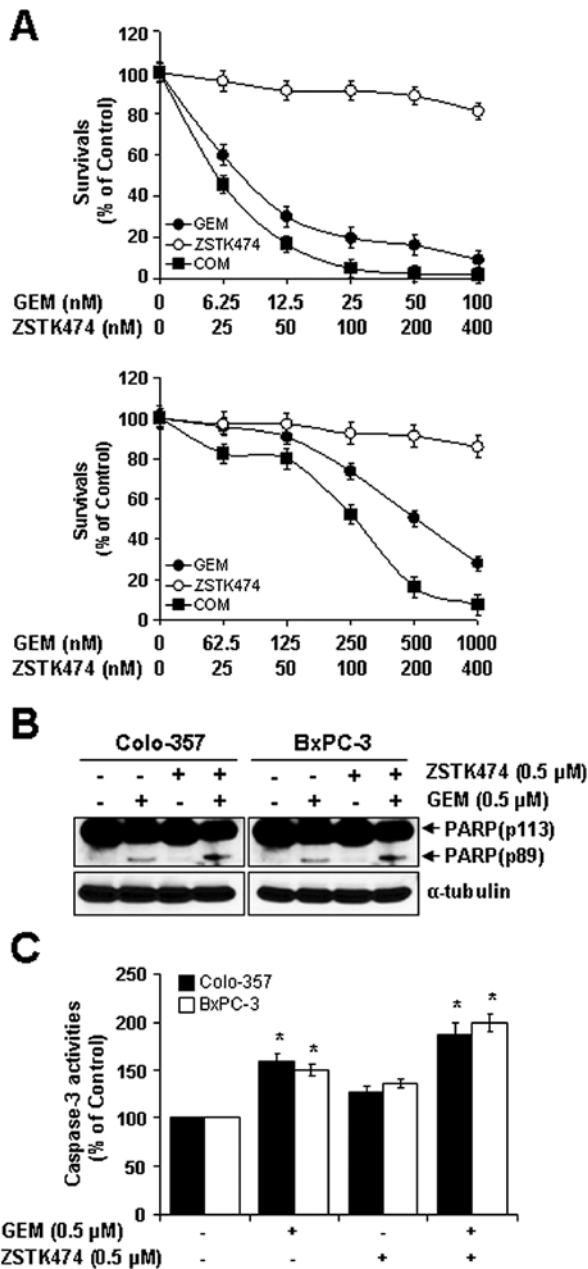 A
120
100
80
60
40
20
0
Survivals
(% of Control)
GEM
ZSTK474
COM
GEM (nM) 0 6.25 12.5 25 50 100
ZSTK474 (nM) 0 25 50 100 200 400
120
100
80
60
40
20
0
Survivals
(% of Control)
GEM
ZSTK474
COM
GEM (nM) 0 62.5 125 250 500 1000
ZSTK474 (nM) 0 25 50 100 200 400
B
Colo-357 BxPC-3
- - + + - - + + ZSTK474 (0.5 µM)
- + - + - + - + GEM (0.5 µM)
PARP(p113)
PARP(p89)
α-tubulin
C
250
200
150
100
50
0
Caspase-3 activities
(% of Control)
Colo-357
BxPC-3
* * * *
GEM (0.5 µM) - + - +
ZSTK474 (0.5 µM) - - + +